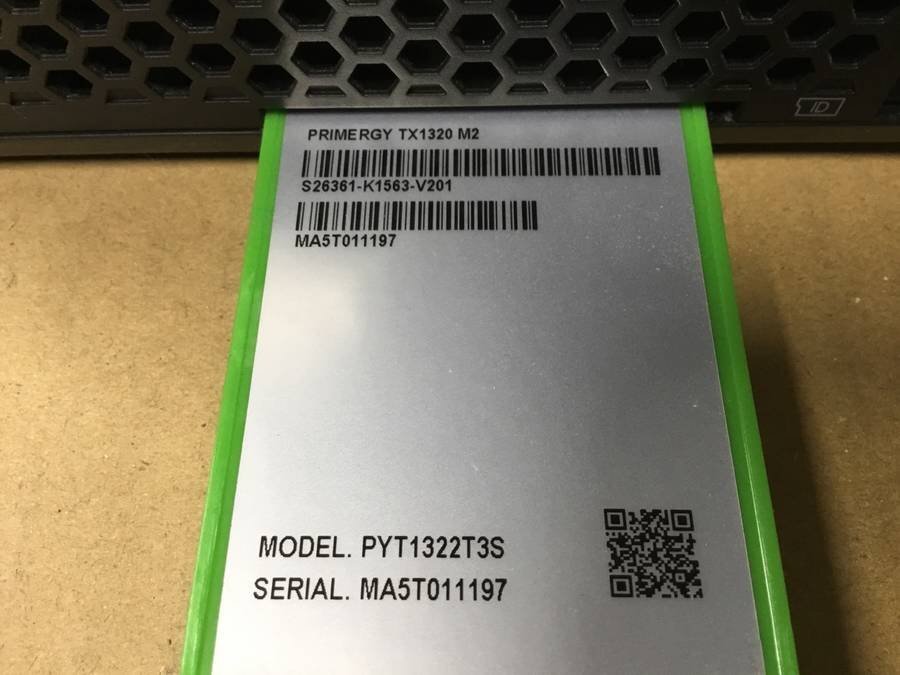 ID
PRIMERGY TX1320 M2
S26361-K1563-V201
MA5T011197
MODEL. PYT1322T3S
SERIAL. MA5T011197